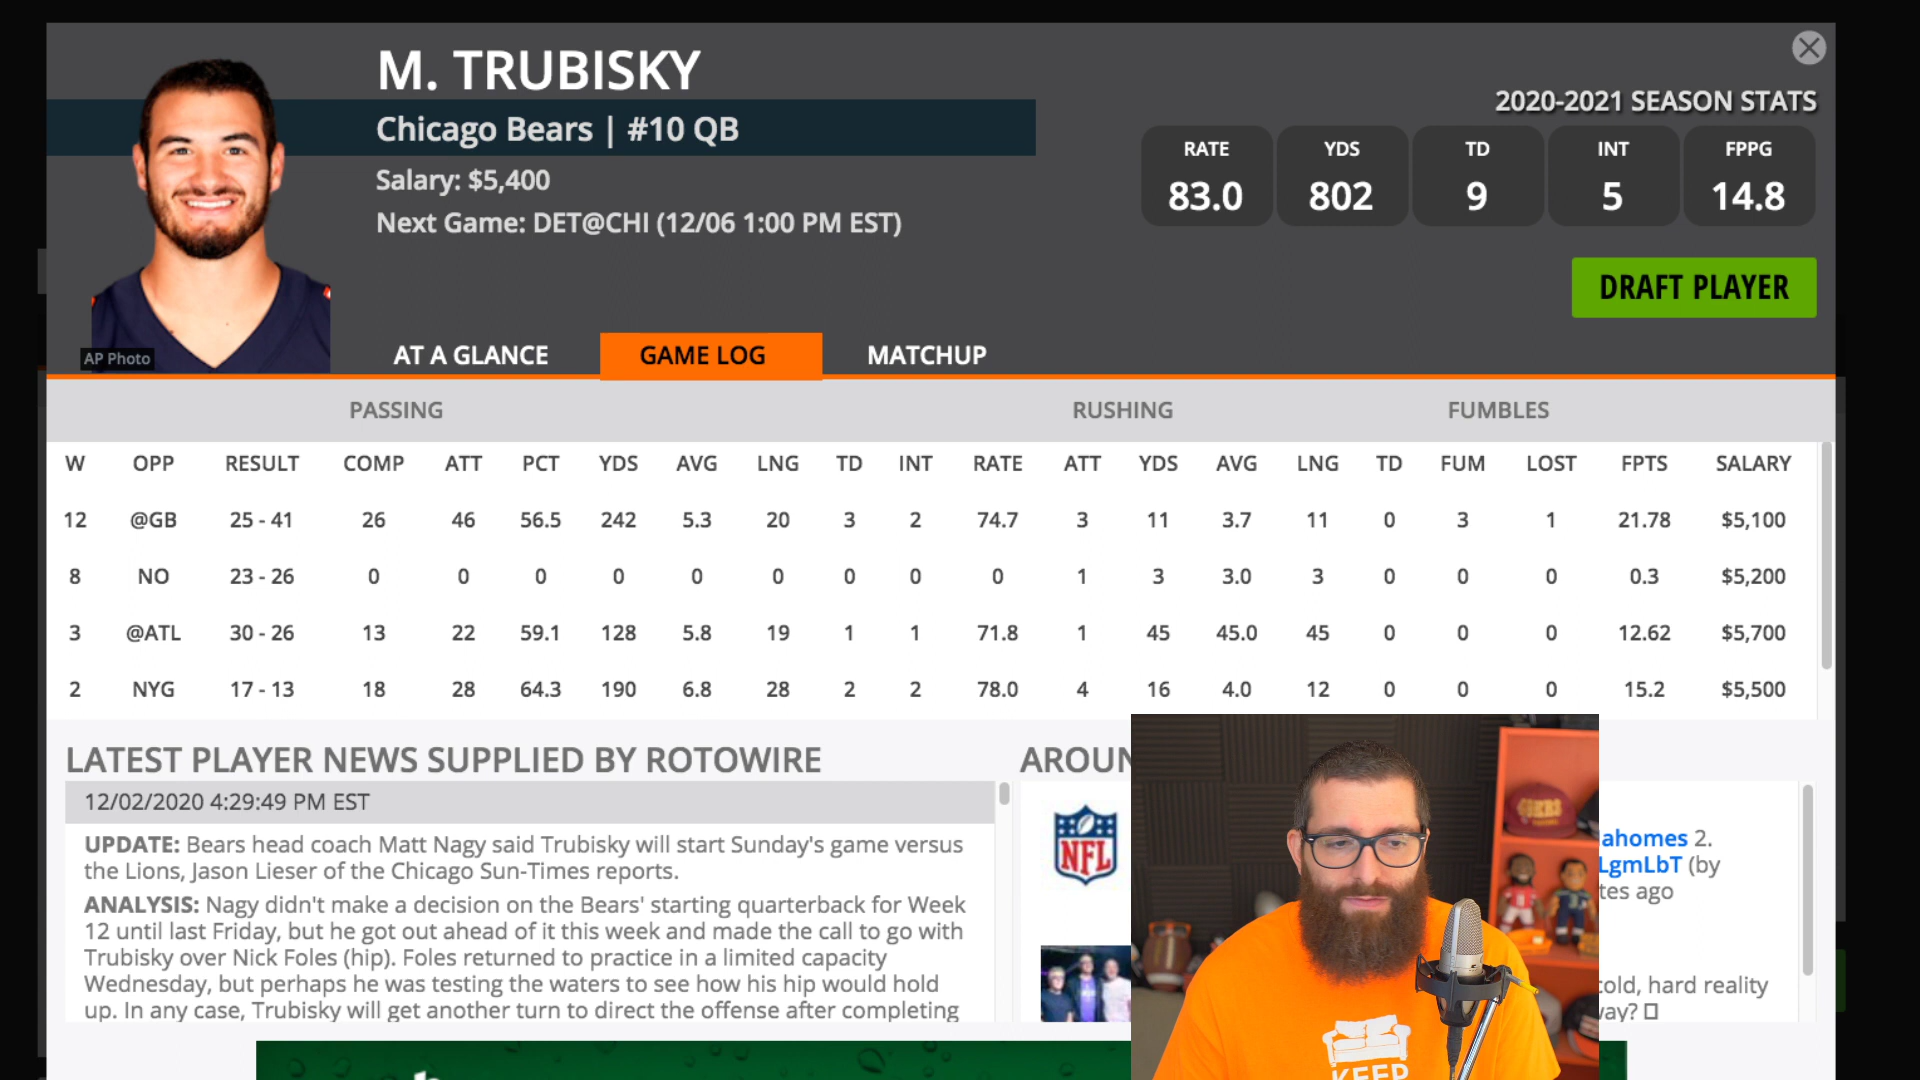 M. TRUBISKY
Chicago Bears | #10 QB
Salary: $5,400
Next Game: DET@CHI (12/06 1:00 PM EST)
2020-2021 SEASON STATS
RATE YDS TD INT FPPG
83.0 802 9 5 14.8
DRAFT PLAYER
AP Photo
AT A GLANCE GAME LOG MATCHUP
PASSING RUSHING FUMBLES
W OPP RESULT COMP ATT PCT YDS AVG LNG TD INT RATE ATT YDS AVG LNG TD FUM LOST FPTS SALARY
12 @GB 25 - 41 26 46 56.5 242 5.3 20 3 2 74.7 3 11 3.7 11 0 3 1 21.78 $5,100
8 NO 23 - 26 0 0 0 0 0 0 0 0 0 1 3 3.0 3 0 0 0 0.3 $5,200
3 @ATL 30 - 26 13 22 59.1 128 5.8 19 1 1 71.8 1 45 45.0 45 0 0 0 12.62 $5,700
2 NYG 17 - 13 18 28 64.3 190 6.8 28 2 2 78.0 4 16 4.0 12 0 0 0 15.2 $5,500
LATEST PLAYER NEWS SUPPLIED BY ROTOWIRE
12/02/2020 4:29:49 PM EST
UPDATE: Bears head coach Matt Nagy said Trubisky will start Sunday's game versus
the Lions, Jason Lieser of the Chicago Sun-Times reports.
ANALYSIS: Nagy didn't make a decision on the Bears' starting quarterback for Week
12 until last Friday, but he got out ahead of it this week and made the call to go with
Trubisky over Nick Foles (hip). Foles returned to practice in a limited capacity
Wednesday, but perhaps he was testing the waters to see how his hip would hold
up. In any case, Trubisky will get another turn to direct the offense after completing
AROUN
NFL
ahomes 2.
LgmLbT (by
tes ago
cold, hard reality
way?
49ERS
KEEP